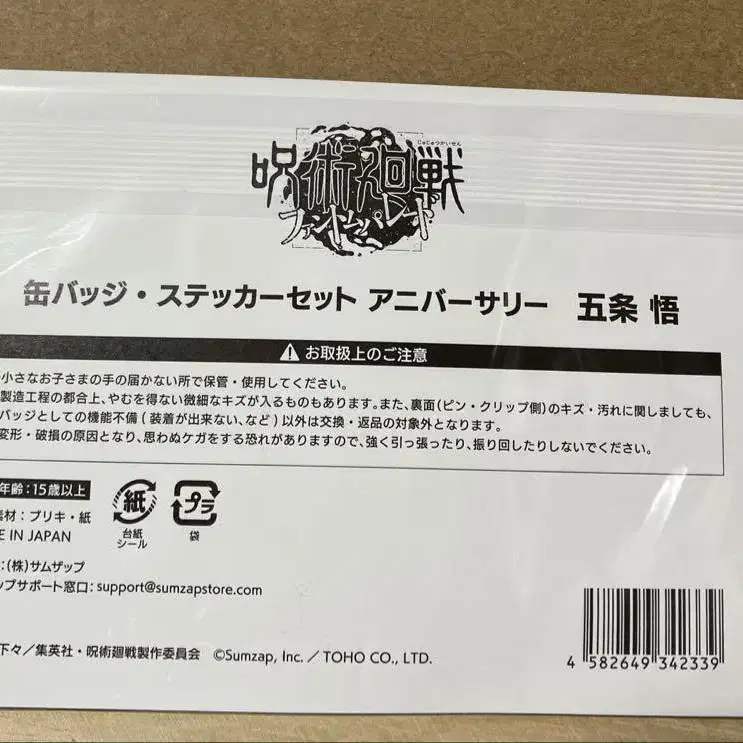 じゅじゅつかいせん
呪術廻戦
ファントムパレード
缶バッジ・ステッカーセット アニバーサリー 五条 悟
お取扱上のご注意
小さなお子さまの手の届かない所で保管・使用してください。
製造工程の都合上、やむを得ない微細なキズが入るものもあります。また、裏面(ピン・クリップ側)のキズ・汚れに関しましても、
バッジとしての機能不備(装着が出来ない、など)以外は交換・返品の対象外となります。
変形・破損の原因となり、思わぬケガをする恐れがありますので、強く引っ張ったり、振り回したりしないでください。
年齢:15歳以上
素材:ブリキ・紙
E IN JAPAN
紙
台紙
シール
プラ
袋
:(株)サムザップ
ップサポート窓口:support@sumzapstore.com
下々/集英社・呪術廻戦製作委員会 ©Sumzap, Inc./TOHO CO., LTD.
4 582649 342339